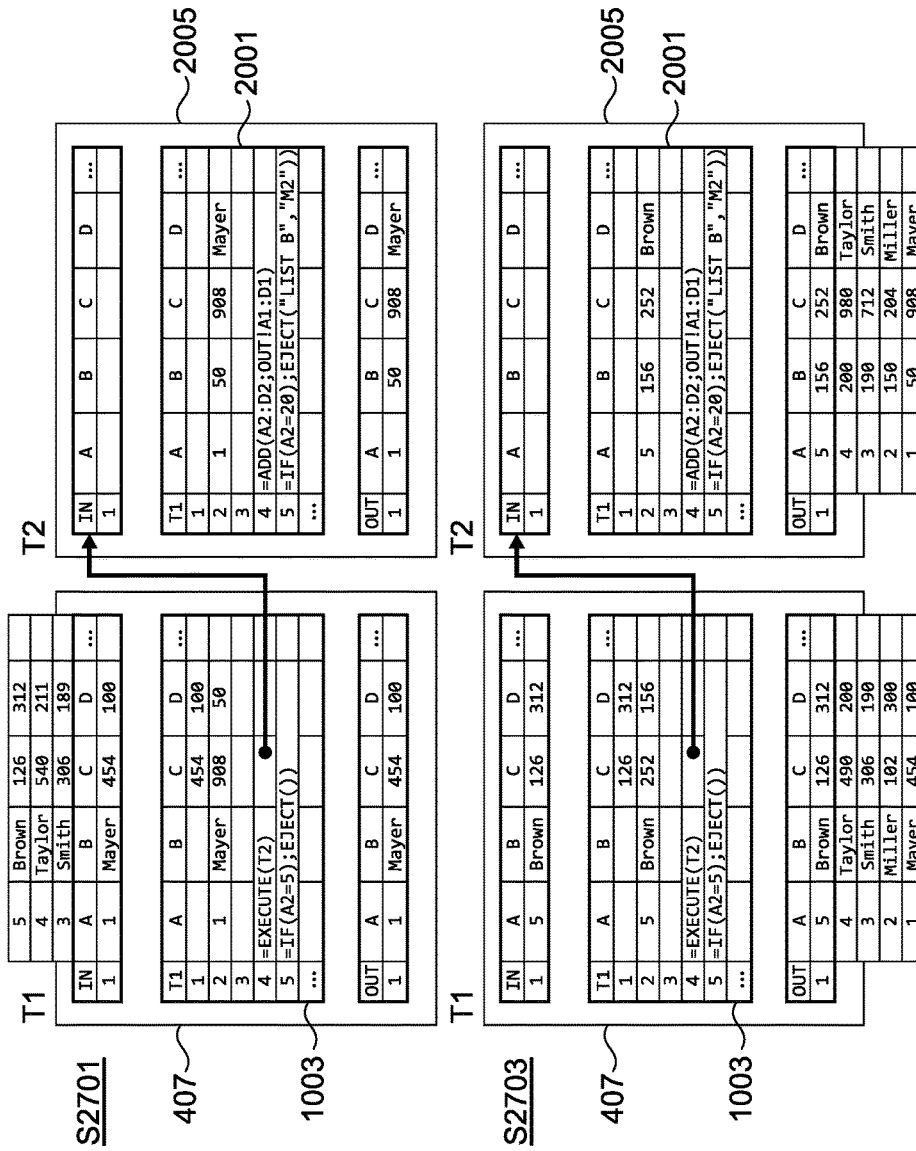 T1
5 Brown 126 312
4 Taylor 540 211
3 Smith 306 189
IN A B C D ...
1 1 Mayer 454 100
T1 A B C D ...
1 454 100
2 1 Mayer 908 50
3
4 =EXECUTE(T2)
5 =IF(A2=5);EJECT())
...
OUT A B C D ...
1 1 Mayer 454 100
S2701
407
1003
T2
IN A B C D ...
1
T1 A B C D ...
1
2 1 50 908 Mayer
3
4 =ADD(A2:D2;OUT!A1:D1)
5 =IF(A2=20);EJECT("LIST B","M2"))
...
OUT A B C D ...
1 1 50 908 Mayer
2005
2001
T1
IN A B C D ...
1 5 Brown 126 312
T1 A B C D ...
1 126 312
2 5 Brown 252 156
3
4 =EXECUTE(T2)
5 =IF(A2=5);EJECT())
...
OUT A B C D ...
1 5 Brown 126 312
4 Taylor 490 200
3 Smith 306 190
2 Miller 102 300
1 Mayer 454 100
S2703
407
1003
T2
IN A B C D ...
1
T1 A B C D ...
1
2 5 156 252 Brown
3
4 =ADD(A2:D2;OUT!A1:D1)
5 =IF(A2=20);EJECT("LIST B","M2"))
...
OUT A B C D ...
1 5 156 252 Brown
4 200 980 Taylor
3 190 712 Smith
2 150 204 Miller
1 50 908 Mayer
2005
2001